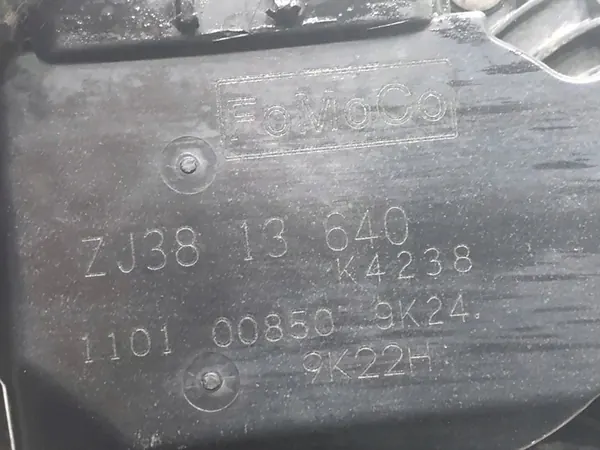 FoMoCo
ZJ38 13 640
K4238
1101 00850 9K24.
9K22H